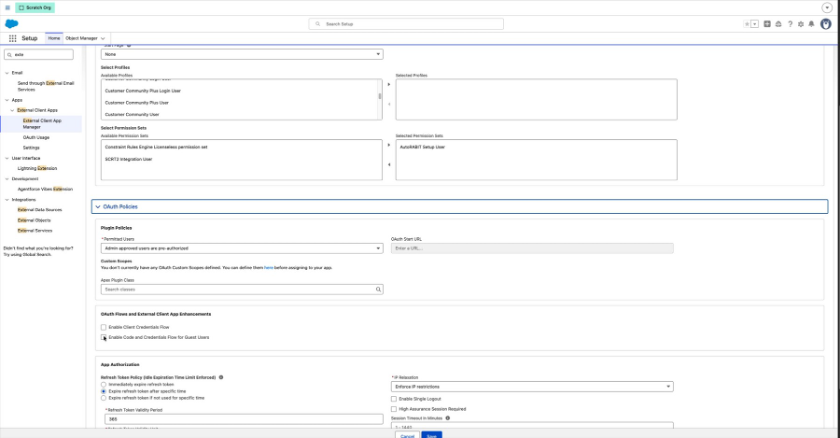 Scratch Org
Search Setup
Setup
Home
Object Manager
exte
None
Email
Send through External Email
Services
Apps
External Client Apps
External Client App
Manager
OAuth Usage
Settings
User Interface
Lightning Extension
Development
Agentforce Vibes Extension
Integrations
External Data Sources
External Objects
External Services
Didn't find what you're looking for?
Try using Global Search.
Select Profiles
Available Profiles
Selected Profiles
Customer Community Plus Login User
Customer Community Plus User
Customer Community User
Select Permission Sets
Available Permission Sets
Selected Permission Sets
Constraint Rules Engine Licenseless permission set
SCRT2 Integration User
AutoRABIT Setup User
OAuth Policies
Plugin Policies
*Permitted Users
OAuth Start URL
Admin approved users are pre-authorized
Enter a URL...
Custom Scopes
You don't currently have any OAuth Custom Scopes defined. You can define them here before assigning to your app.
Apex Plugin Class
Search classes
OAuth Flows and External Client App Enhancements
Enable Client Credentials Flow
Enable Code and Credentials Flow for Guest Users
App Authorization
Refresh Token Policy (Idle Expiration Time Limit Enforced)
Immediately expire refresh token
Expire refresh token after specific time
Expire refresh token if not used for specific time
*Refresh Token Validity Period
365
*IP Relaxation
Enforce IP restrictions
Enable Single Logout
High Assurance Session Required
Session Timeout in Minutes
Cancel
Save